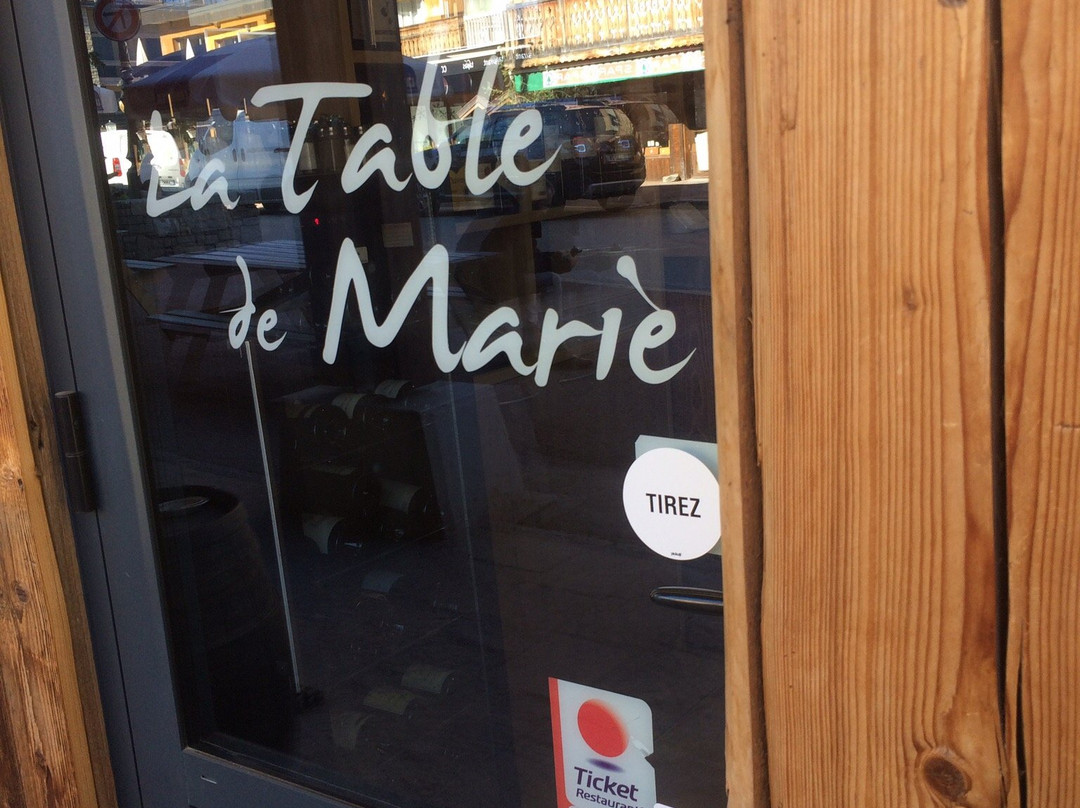 La Table
de Mariè
TIREZ
Ticket